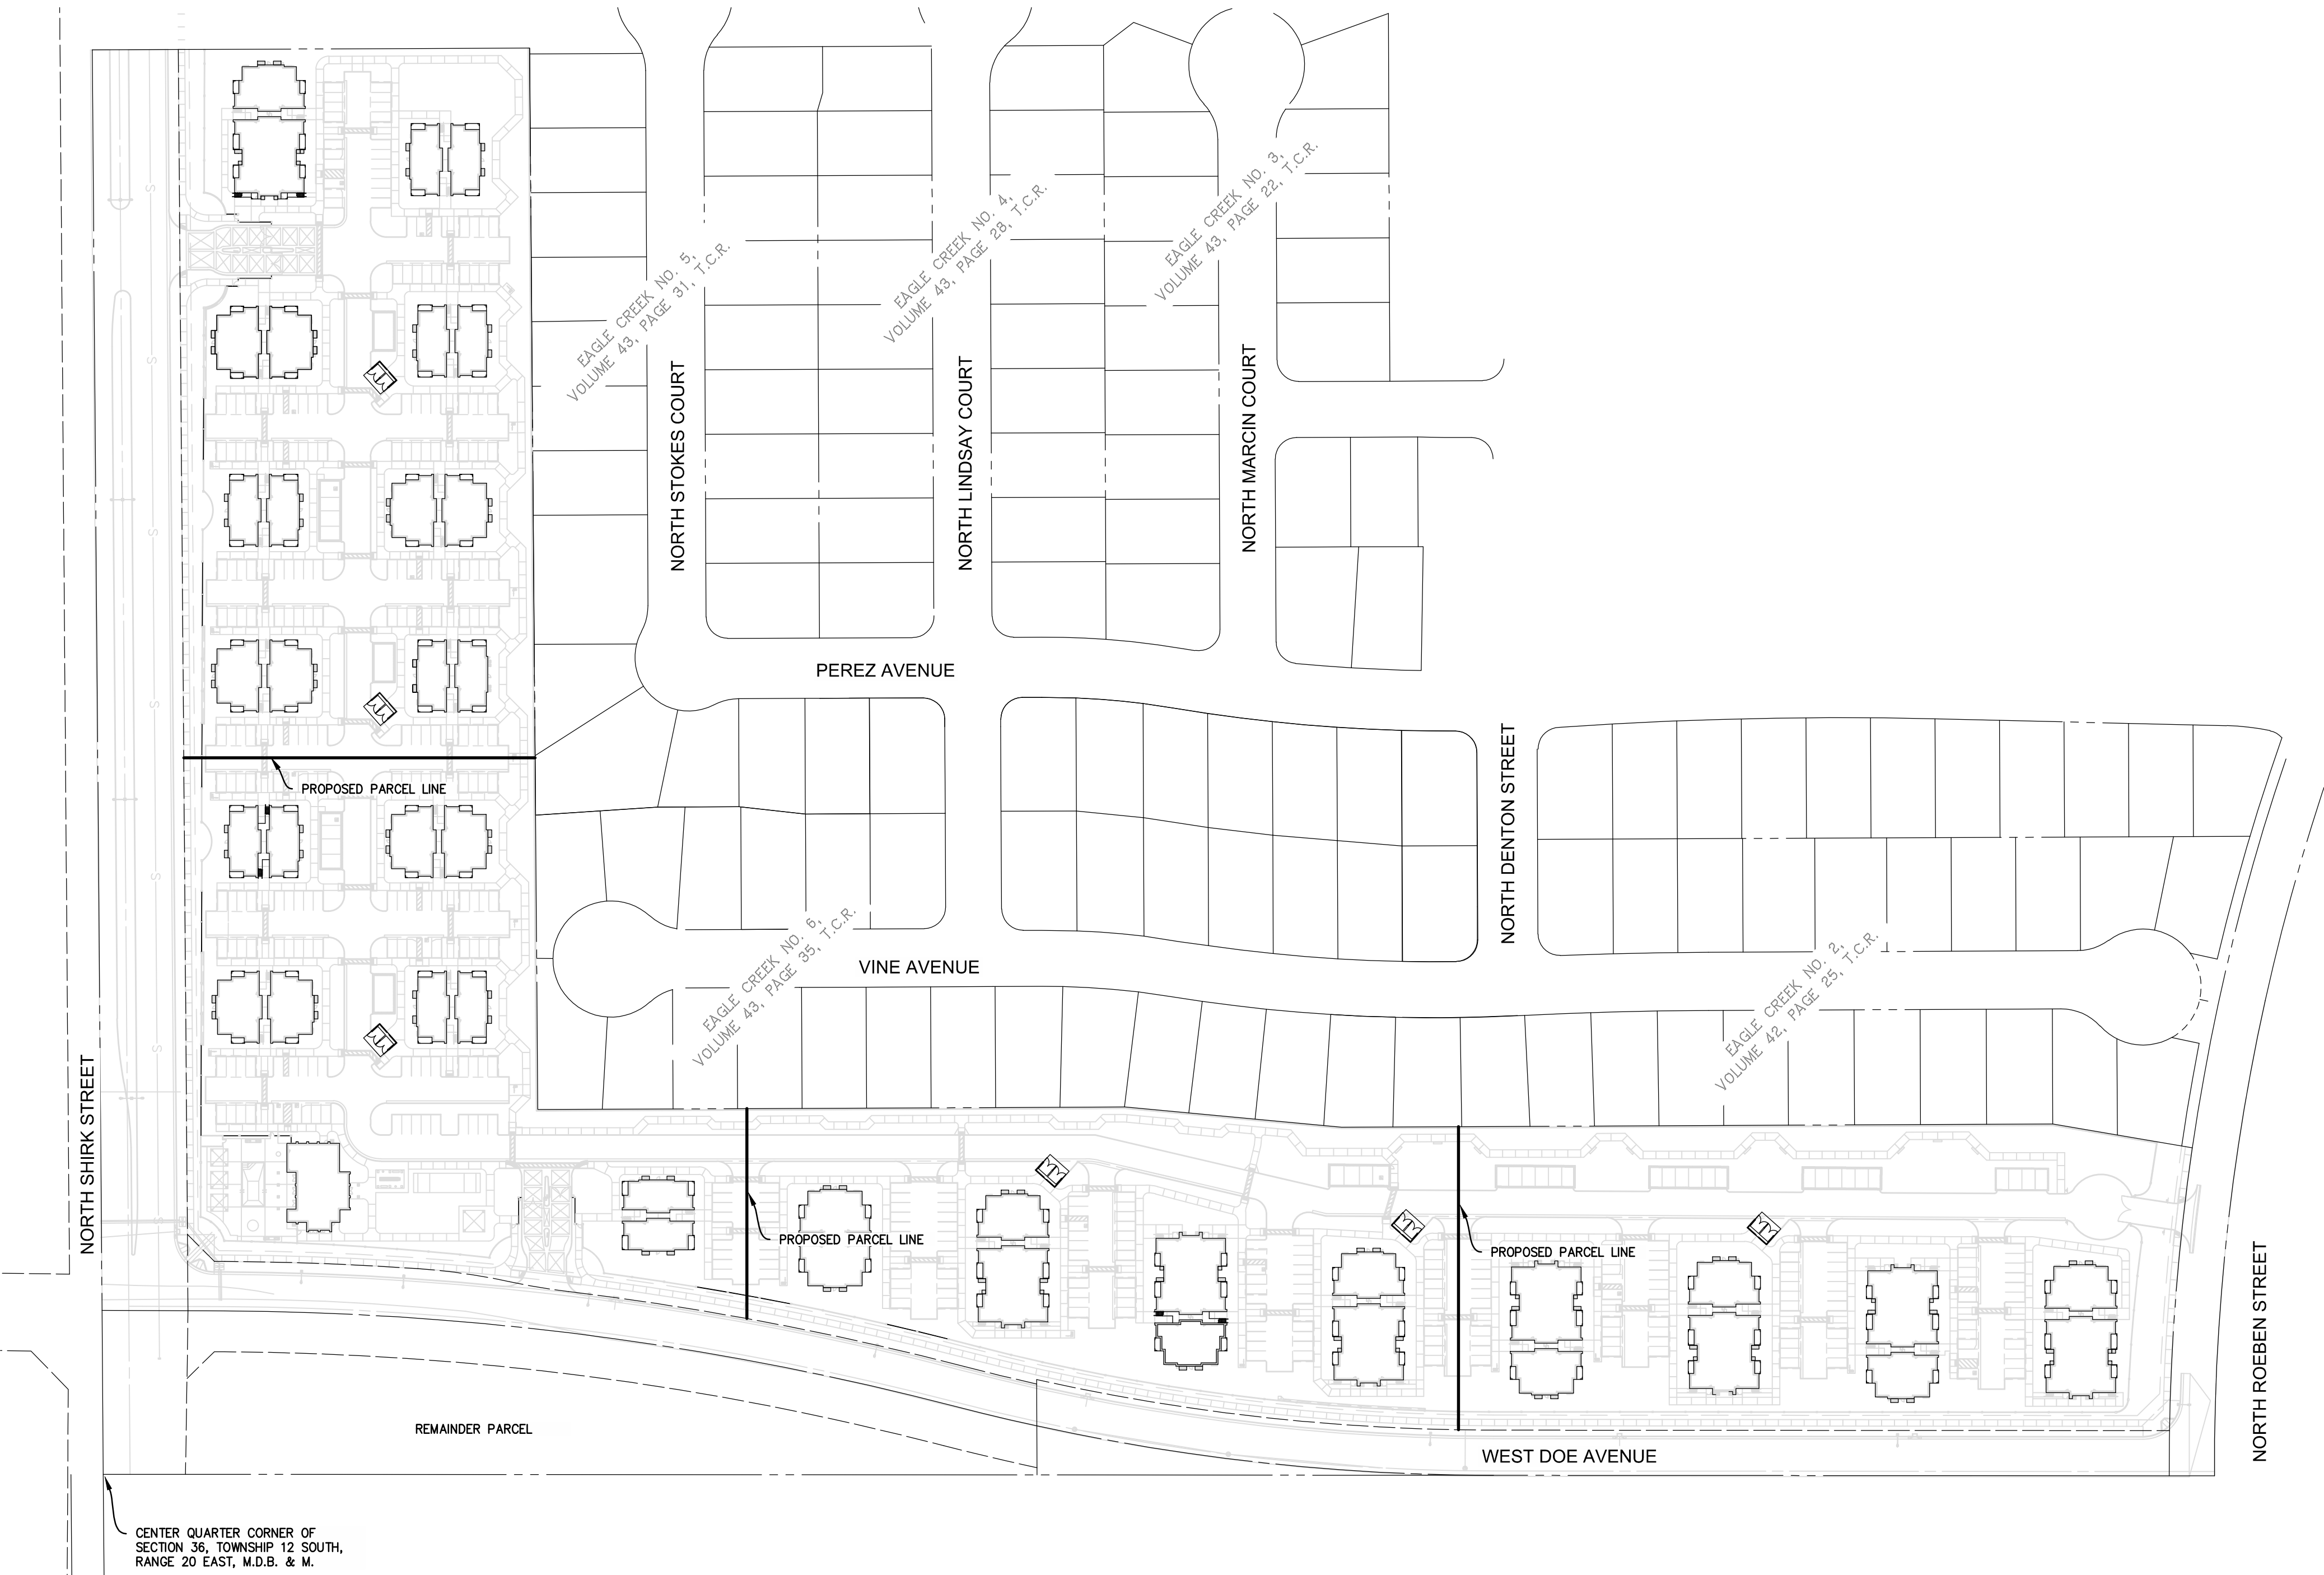 EAGLE CREEK NO. 5,
VOLUME 43, PAGE 31, T.C.R.
EAGLE CREEK NO. 4,
VOLUME 43, PAGE 28, T.C.R.
EAGLE CREEK NO. 3,
VOLUME 43, PAGE 22, T.C.R.
NORTH STOKES COURT
NORTH LINDSAY COURT
NORTH MARCIN COURT
PEREZ AVENUE
PROPOSED PARCEL LINE
NORTH DENTON STREET
EAGLE CREEK NO. 6,
VOLUME 43, PAGE 35, T.C.R.
VINE AVENUE
EAGLE CREEK NO. 2,
VOLUME 42, PAGE 25, T.C.R.
NORTH SHIRK STREET
PROPOSED PARCEL LINE
PROPOSED PARCEL LINE
NORTH ROEBEN STREET
REMAINDER PARCEL
WEST DOE AVENUE
CENTER QUARTER CORNER OF
SECTION 36, TOWNSHIP 12 SOUTH,
RANGE 20 EAST, M.D.B. & M.
S
S
S
S
S
S
S